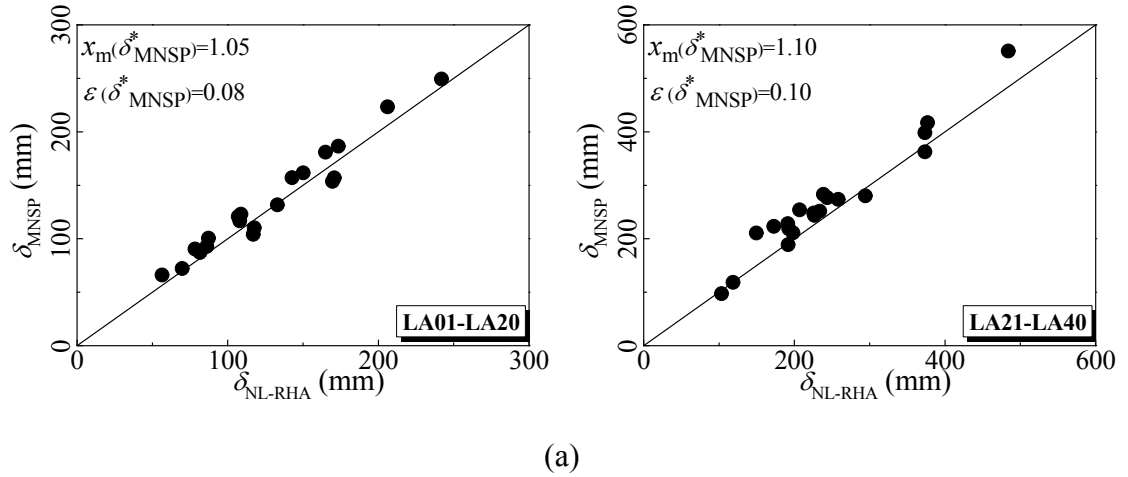 300
x_m(δ*_MNSP)=1.05
ε(δ*_MNSP)=0.08
200
δ_MNSP (mm)
100
LA01-LA20
0
0 100 200 300
δ_NL-RHA (mm)
600
x_m(δ*_MNSP)=1.10
ε(δ*_MNSP)=0.10
400
δ_MNSP (mm)
200
LA21-LA40
0
0 200 400 600
δ_NL-RHA (mm)
(a)